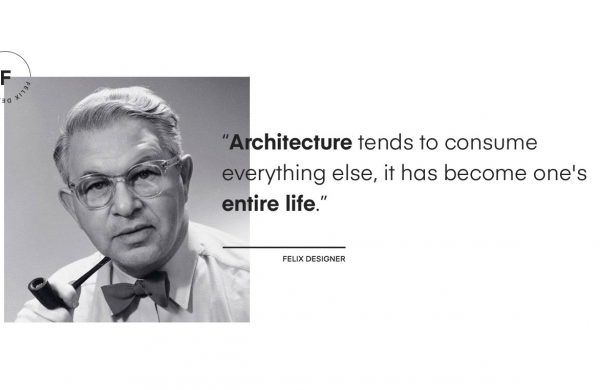 F
FELIX DE
“Architecture tends to consume
everything else, it has become one's
entire life.”
FELIX DESIGNER